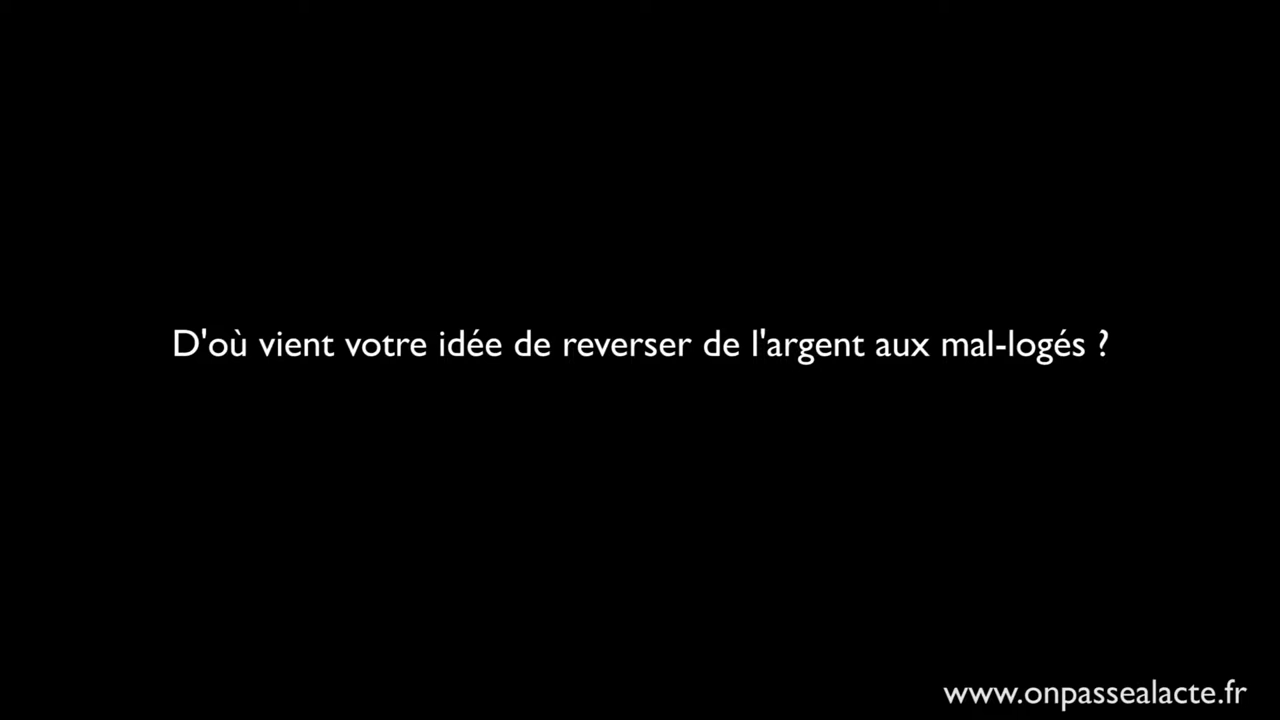 D'où vient votre idée de reverser de l'argent aux mal-logés ?
www.onpassealacte.fr